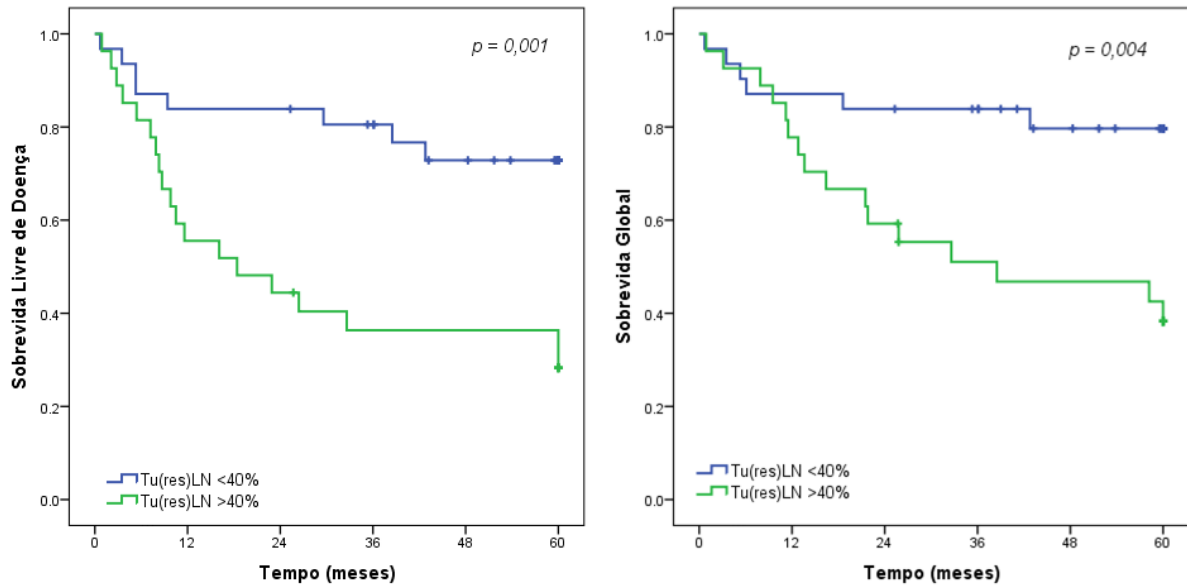 p = 0,001
Sobrevida Livre de Doença
1.0
0.8
0.6
0.4
0.2
0.0
Tu(res)LN <40%
Tu(res)LN >40%
0 12 24 36 48 60
Tempo (meses)
p = 0,004
Sobrevida Global
1.0
0.8
0.6
0.4
0.2
0.0
Tu(res)LN <40%
Tu(res)LN >40%
0 12 24 36 48 60
Tempo (meses)